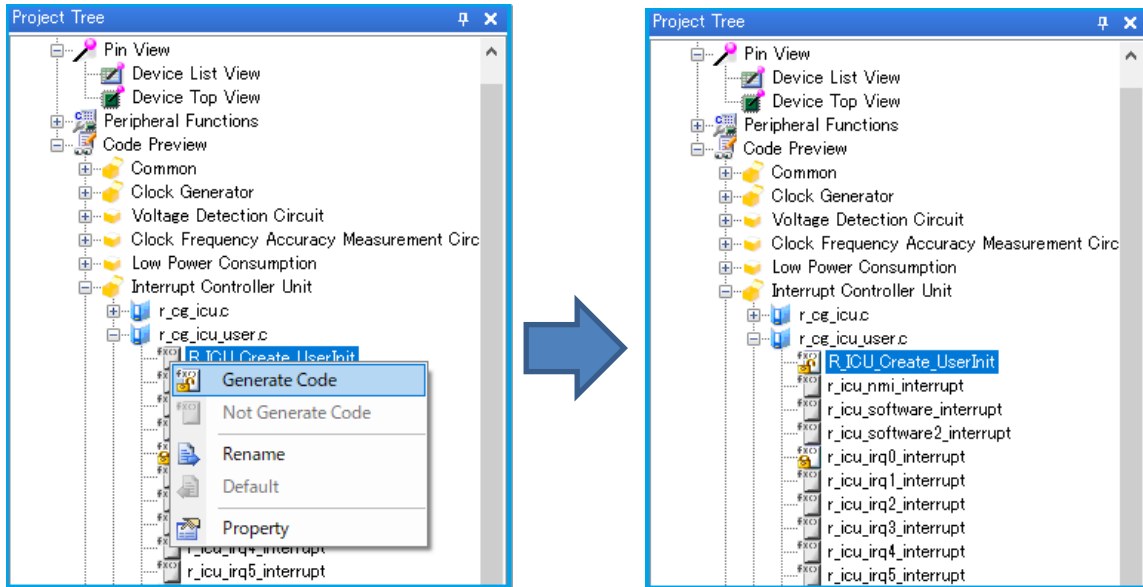 Project Tree
Pin View
Device List View
Device Top View
Peripheral Functions
Code Preview
Common
Clock Generator
Voltage Detection Circuit
Clock Frequency Accuracy Measurement Circ
Low Power Consumption
Interrupt Controller Unit
r_cg_icu.c
r_cg_icu_user.c
R_ICU_Create_UserInit
Generate Code
Not Generate Code
Rename
Default
Property
r_icu_irq4_interrupt
r_icu_irq5_interrupt
Project Tree
Pin View
Device List View
Device Top View
Peripheral Functions
Code Preview
Common
Clock Generator
Voltage Detection Circuit
Clock Frequency Accuracy Measurement Circ
Low Power Consumption
Interrupt Controller Unit
r_cg_icu.c
r_cg_icu_user.c
R_ICU_Create_UserInit
r_icu_nmi_interrupt
r_icu_software_interrupt
r_icu_software2_interrupt
r_icu_irq0_interrupt
r_icu_irq1_interrupt
r_icu_irq2_interrupt
r_icu_irq3_interrupt
r_icu_irq4_interrupt
r_icu_irq5_interrupt